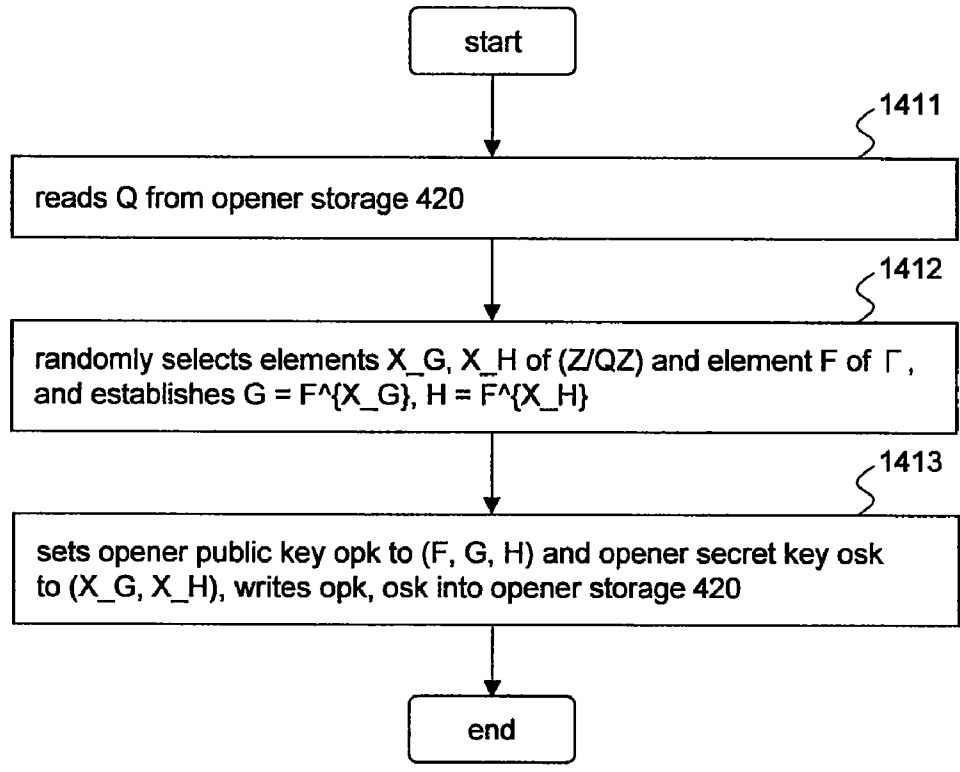 start
1411
reads Q from opener storage 420
1412
randomly selects elements X_G, X_H of (Z/QZ) and element F of Γ,
and establishes G = F^{X_G}, H = F^{X_H}
1413
sets opener public key opk to (F, G, H) and opener secret key osk
to (X_G, X_H), writes opk, osk into opener storage 420
end